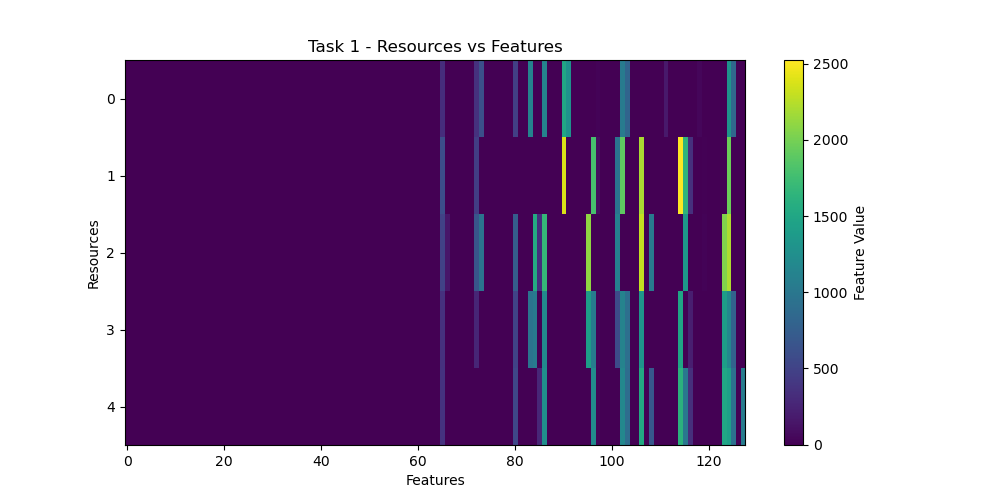 Task 1 - Resources vs Features
Resources
0
1
2
3
4
0 20 40 60 80 100 120
Features
2500
2000
1500
1000
500
0
Feature Value